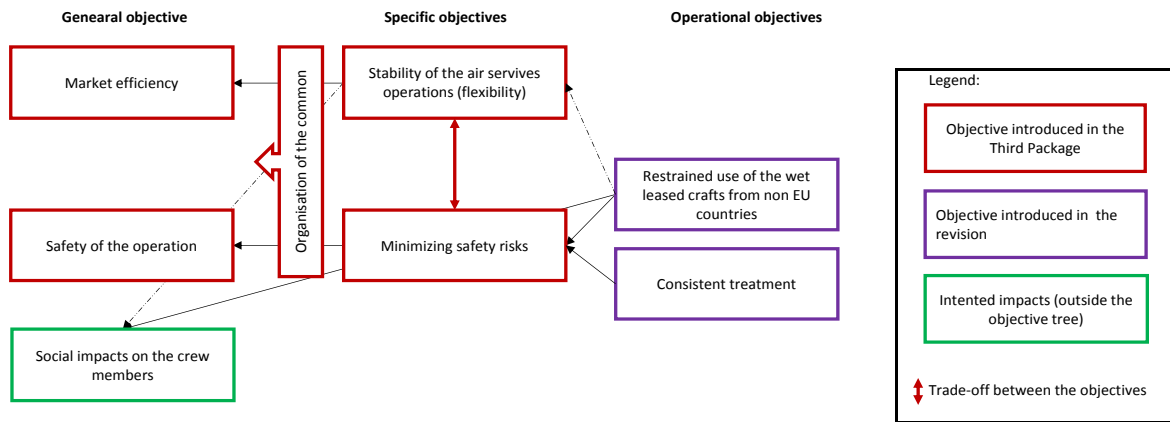 Genearal objective
Specific objectives
Operational objectives
Market efficiency
Organisation of the common
Stability of the air servives
operations (flexibility)
Restrained use of the wet
leased crafts from non EU
countries
Safety of the operation
Minimizing safety risks
Consistent treatment
Social impacts on the crew
members
Legend:
Objective introduced in the
Third Package
Objective introduced in the
revision
Intented impacts (outside the
objective tree)
Trade-off between the objectives